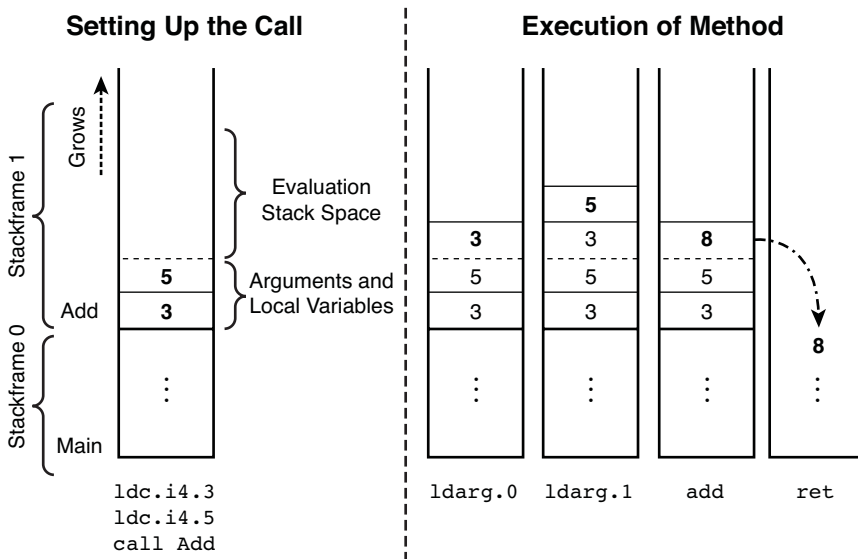 Setting Up the Call
Execution of Method
Grows
Stackframe 1
Evaluation
Stack Space
5
3
Arguments and
Local Variables
Add
Stackframe 0
⋮
Main
ldc.i4.3
ldc.i4.5
call Add
3
5
3
⋮
ldarg.0
5
3
5
3
⋮
ldarg.1
8
5
3
⋮
add
8
⋮
ret